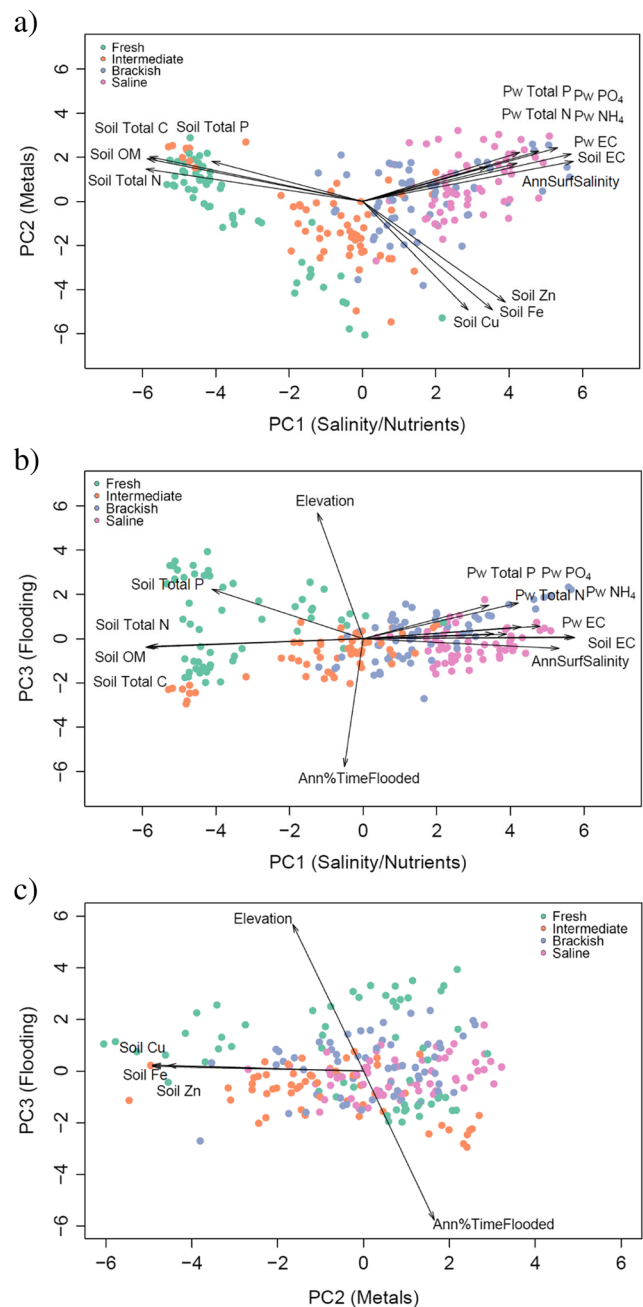 a)
Fresh
Intermediate
Brackish
Saline
Pw Total P Pw PO4
Soil Total C Soil Total P
Pw Total N Pw NH4
Pw EC
Soil OM
Soil EC
Soil Total N
AnnSurfSalinity
Soil Zn
Soil Fe
Soil Cu
6
4
2
0
−2
−4
−6
PC2 (Metals)
−6 −4 −2 0 2 4 6
PC1 (Salinity/Nutrients)
b)
Fresh
Intermediate
Brackish
Saline
Elevation
Pw Total P Pw PO4
Soil Total P
Pw Total N Pw NH4
Soil Total N
Pw EC
Soil OM
Soil EC
Soil Total C
AnnSurfSalinity
Ann%TimeFlooded
6
4
2
0
−2
−4
−6
PC3 (Flooding)
−6 −4 −2 0 2 4 6
PC1 (Salinity/Nutrients)
c)
Elevation
Fresh
Intermediate
Brackish
Saline
Soil Cu
Soil Fe
Soil Zn
Ann%TimeFlooded
6
4
2
0
−2
−4
−6
PC3 (Flooding)
−6 −4 −2 0 2 4 6
PC2 (Metals)